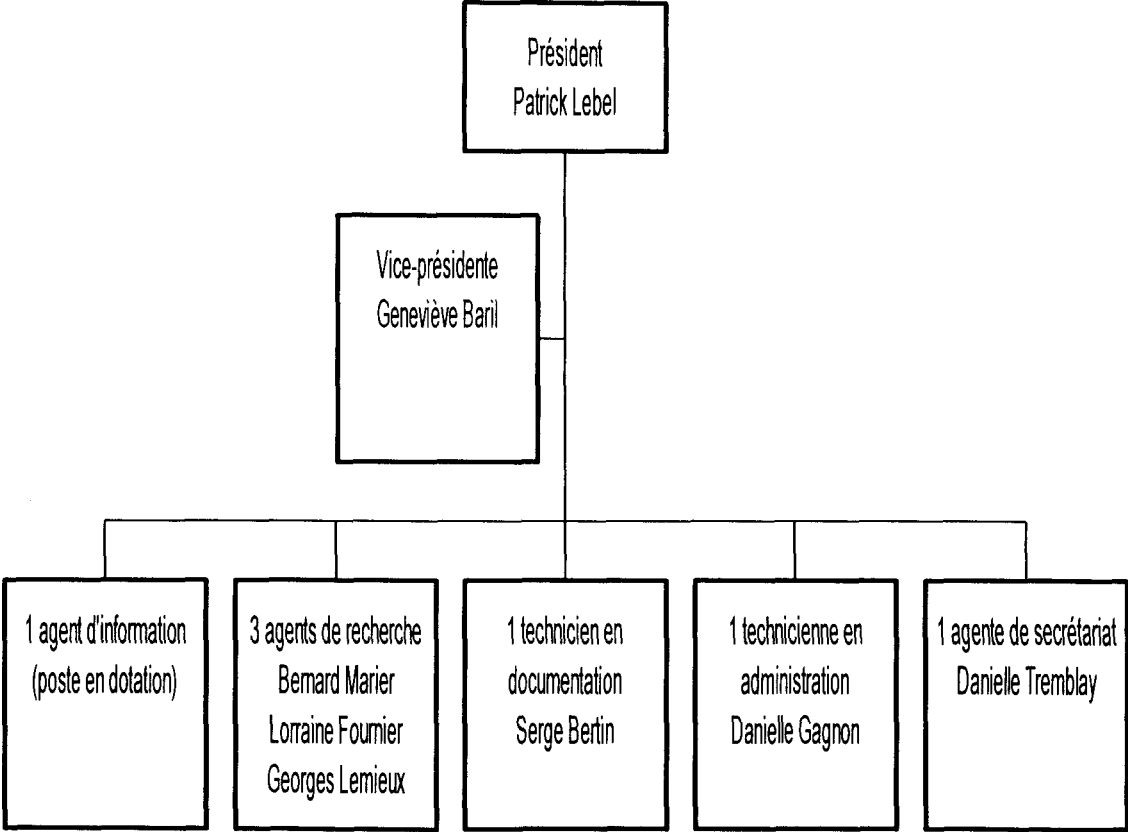 Président
Patrick Lebel
Vice-présidente
Geneviève Baril
1 agent d'information
(poste en dotation)
3 agents de recherche
Bernard Marier
Lorraine Fournier
Georges Lemieux
1 technicien en
documentation
Serge Bertin
1 technicienne en
administration
Danielle Gagnon
1 agente de secrétariat
Danielle Tremblay